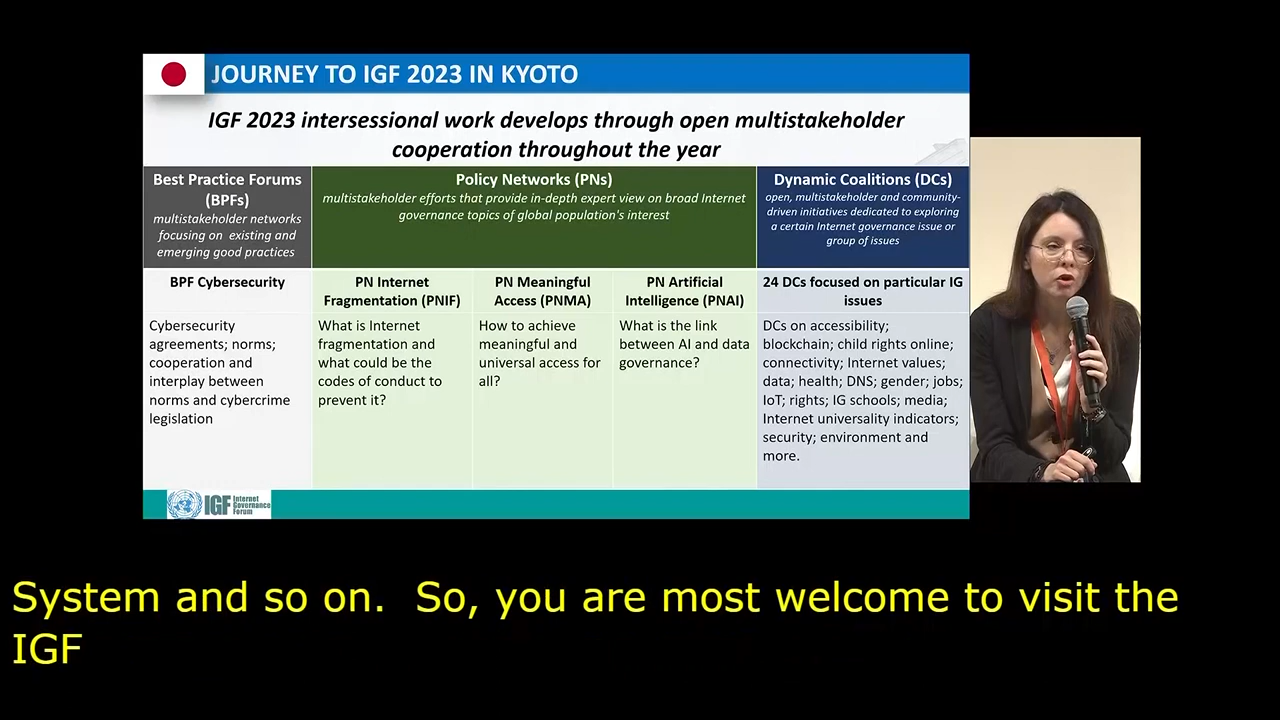 JOURNEY TO IGF 2023 IN KYOTO
IGF 2023 intersessional work develops through open multistakeholder
cooperation throughout the year
Best Practice Forums
(BPFs)
multistakeholder networks
focusing on existing and
emerging good practices
Policy Networks (PNs)
multistakeholder efforts that provide in-depth expert view on broad Internet
governance topics of global population's interest
Dynamic Coalitions (DCs)
open, multistakeholder and community-
driven initiatives dedicated to exploring
a certain Internet governance issue or
group of issues
BPF Cybersecurity
PN Internet
Fragmentation (PNIF)
PN Meaningful
Access (PNMA)
PN Artificial
Intelligence (PNAI)
24 DCs focused on particular IG
issues
Cybersecurity
agreements; norms;
cooperation and
interplay between
norms and cybercrime
legislation
What is Internet
fragmentation and
what could be the
codes of conduct to
prevent it?
How to achieve
meaningful and
universal access for
all?
What is the link
between AI and data
governance?
DCs on accessibility;
blockchain; child rights online;
connectivity; Internet values;
data; health; DNS; gender; jobs;
IoT; rights; IG schools; media;
Internet universality indicators;
security; environment and
more.
IGF
Internet
Governance
Forum
System and so on.  So, you are most welcome to visit the
IGF